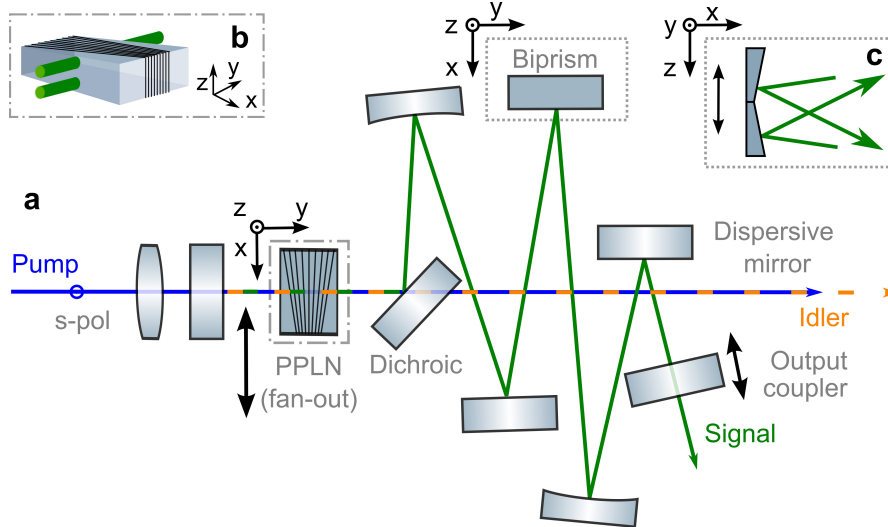 b
z
y
x
y
z
x
Biprism
y
x
z
c
a
z
y
x
Pump
s-pol
PPLN
(fan-out)
Dichroic
Dispersive
mirror
Idler
Output
coupler
Signal